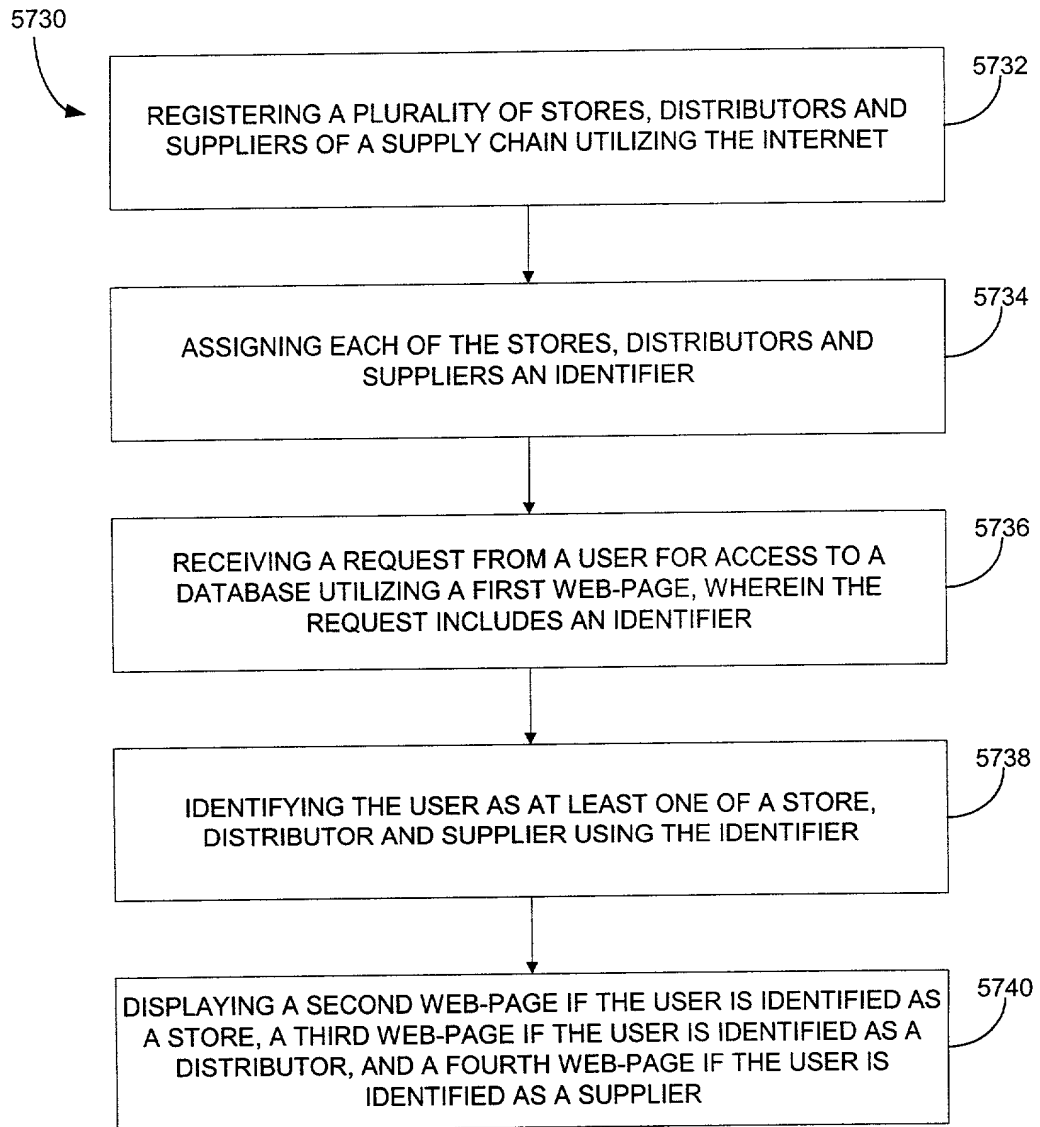 5730
5732
REGISTERING A PLURALITY OF STORES, DISTRIBUTORS AND
SUPPLIERS OF A SUPPLY CHAIN UTILIZING THE INTERNET
5734
ASSIGNING EACH OF THE STORES, DISTRIBUTORS AND
SUPPLIERS AN IDENTIFIER
5736
RECEIVING A REQUEST FROM A USER FOR ACCESS TO A
DATABASE UTILIZING A FIRST WEB-PAGE, WHEREIN THE
REQUEST INCLUDES AN IDENTIFIER
5738
IDENTIFYING THE USER AS AT LEAST ONE OF A STORE,
DISTRIBUTOR AND SUPPLIER USING THE IDENTIFIER
5740
DISPLAYING A SECOND WEB-PAGE IF THE USER IS IDENTIFIED AS
A STORE, A THIRD WEB-PAGE IF THE USER IS IDENTIFIED AS A
DISTRIBUTOR, AND A FOURTH WEB-PAGE IF THE USER IS
IDENTIFIED AS A SUPPLIER